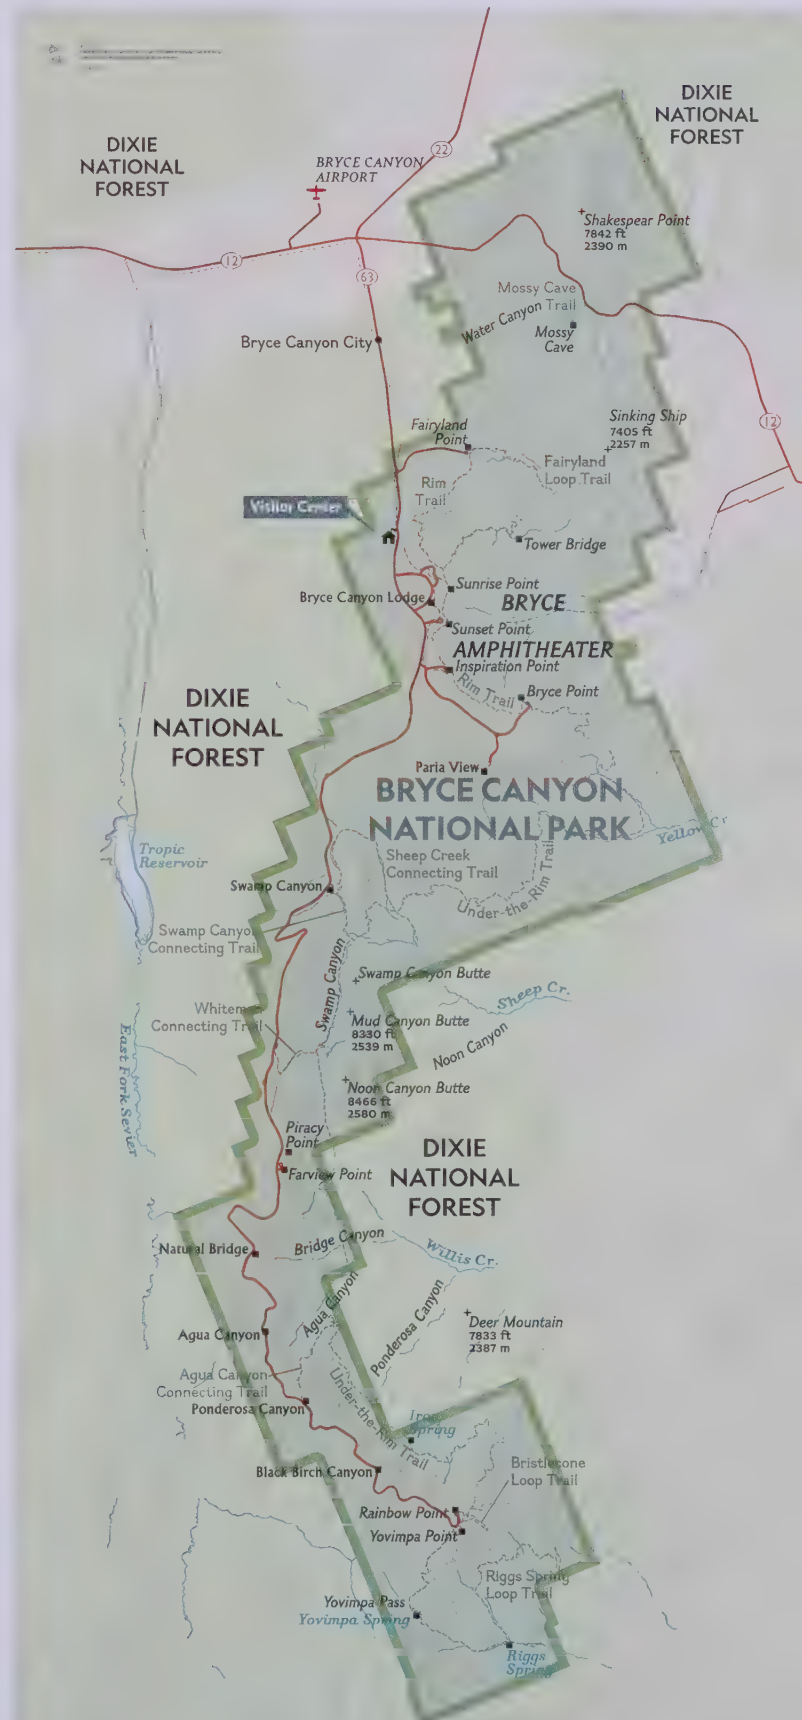 DIXIE
NATIONAL
FOREST
DIXIE
NATIONAL
FOREST
22
BRYCE CANYON
AIRPORT
Shakespear Point
7842 ft
2390 m
12
63
Mossy Cave
Trail
Water Canyon
Mossy
Cave
Bryce Canyon City
Sinking Ship
7405 ft
2257 m
12
Fairyland
Point
Fairyland
Loop Trail
Rim
Trail
Visitor Center
Tower Bridge
Sunrise Point
Bryce Canyon Lodge
BRYCE
AMPHITHEATER
Sunset Point
Inspiration Point
Rim Trail
Bryce Point
DIXIE
NATIONAL
FOREST
Paria View
BRYCE CANYON
NATIONAL PARK
Yellow Cr
Tropic
Reservoir
Sheep Creek
Connecting Trail
Under-the-Rim Trail
Swamp Canyon
Swamp Canyon
Connecting Trail
Swamp Canyon
Swamp Canyon Butte
Sheep Cr.
Whiteman
Connecting Trail
Mud Canyon Butte
8330 ft
2539 m
Noon Canyon
East Fork Sevier
Noon Canyon Butte
8466 ft
2580 m
Piracy
Point
Farview Point
DIXIE
NATIONAL
FOREST
Natural Bridge
Bridge Canyon
Willis Cr.
Agua Canyon
Ponderosa Canyon
Deer Mountain
7833 ft
2387 m
Agua Canyon
Agua Canyon
Connecting Trail
Under-the-Rim Trail
Ponderosa Canyon
Iron
Spring
Black Birch Canyon
Bristlecone
Loop Trail
Rainbow Point
Yovimpa Point
Riggs Spring
Loop Trail
Yovimpa Pass
Yovimpa Spring
Riggs
Spring